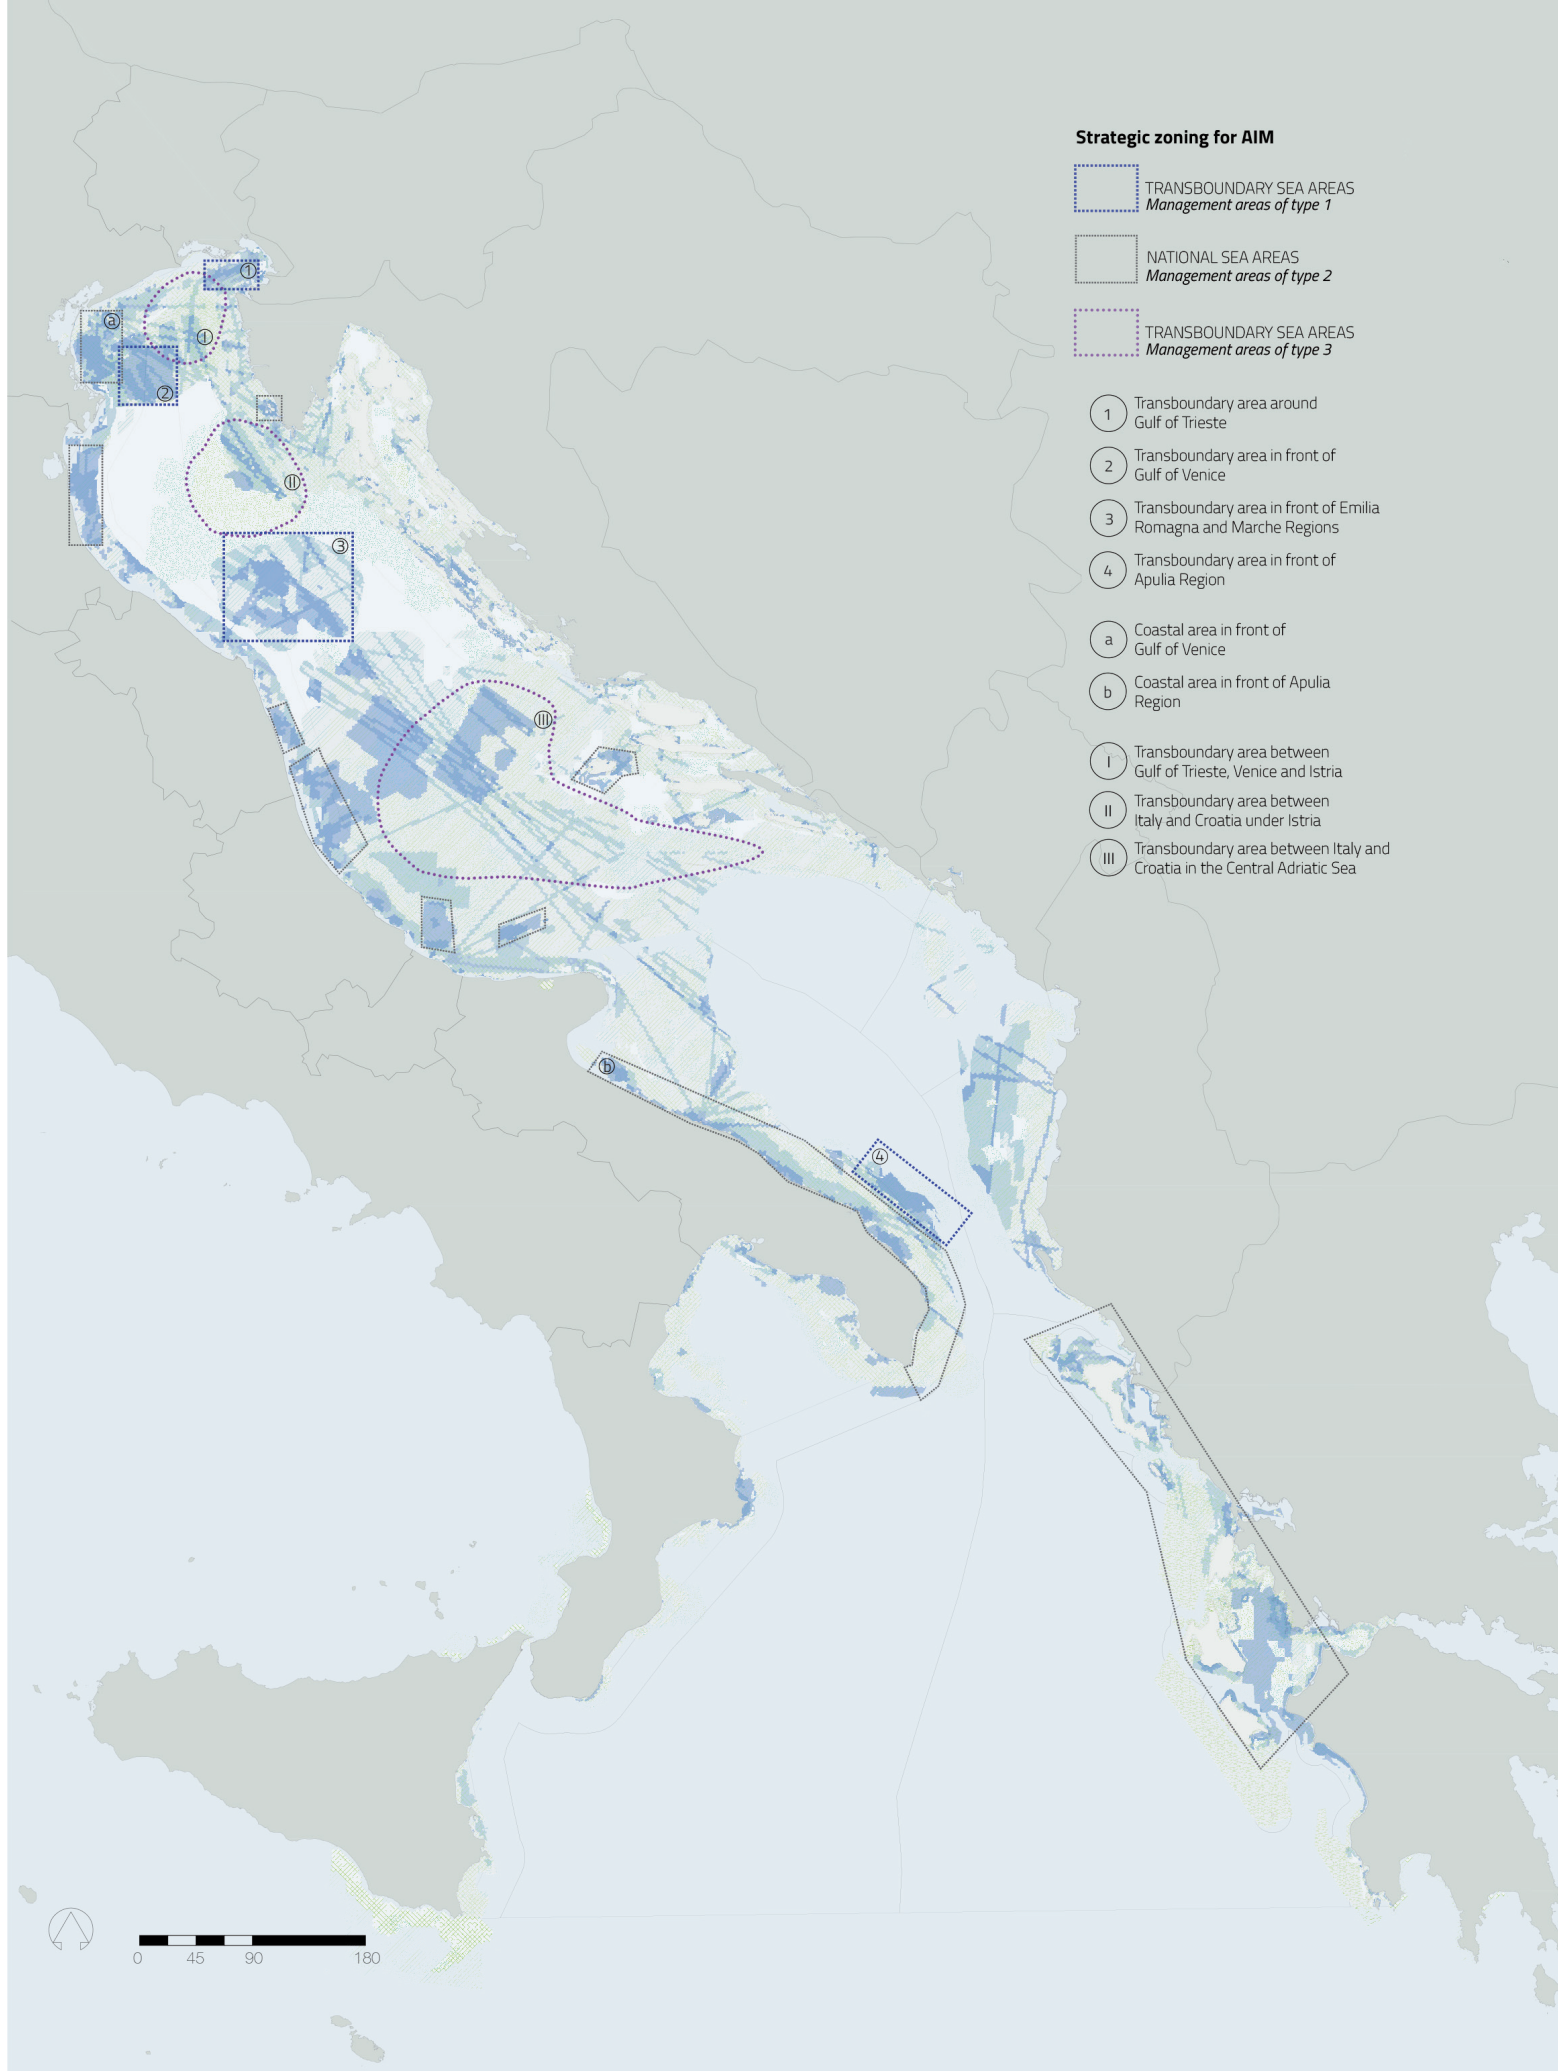 Strategic zoning for AIM
TRANSBOUNDARY SEA AREAS
Management areas of type 1
NATIONAL SEA AREAS
Management areas of type 2
TRANSBOUNDARY SEA AREAS
Management areas of type 3
1 Transboundary area around
Gulf of Trieste
2 Transboundary area in front of
Gulf of Venice
3 Transboundary area in front of Emilia
Romagna and Marche Regions
4 Transboundary area in front of
Apulia Region
a Coastal area in front of
Gulf of Venice
b Coastal area in front of Apulia
Region
I Transboundary area between
Gulf of Trieste, Venice and Istria
II Transboundary area between
Italy and Croatia under Istria
III Transboundary area between Italy and
Croatia in the Central Adriatic Sea
1
a
I
2
II
3
III
b
4
0 45 90 180